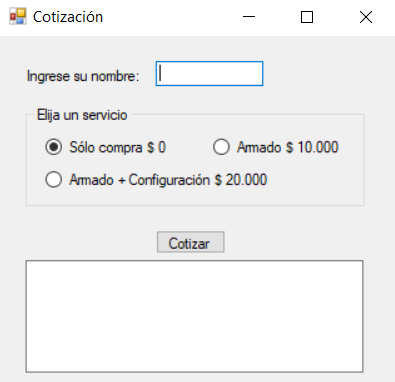 Cotización
Ingrese su nombre:
Elija un servicio
Sólo compra $ 0
Armado $ 10.000
Armado + Configuración $ 20.000
Cotizar